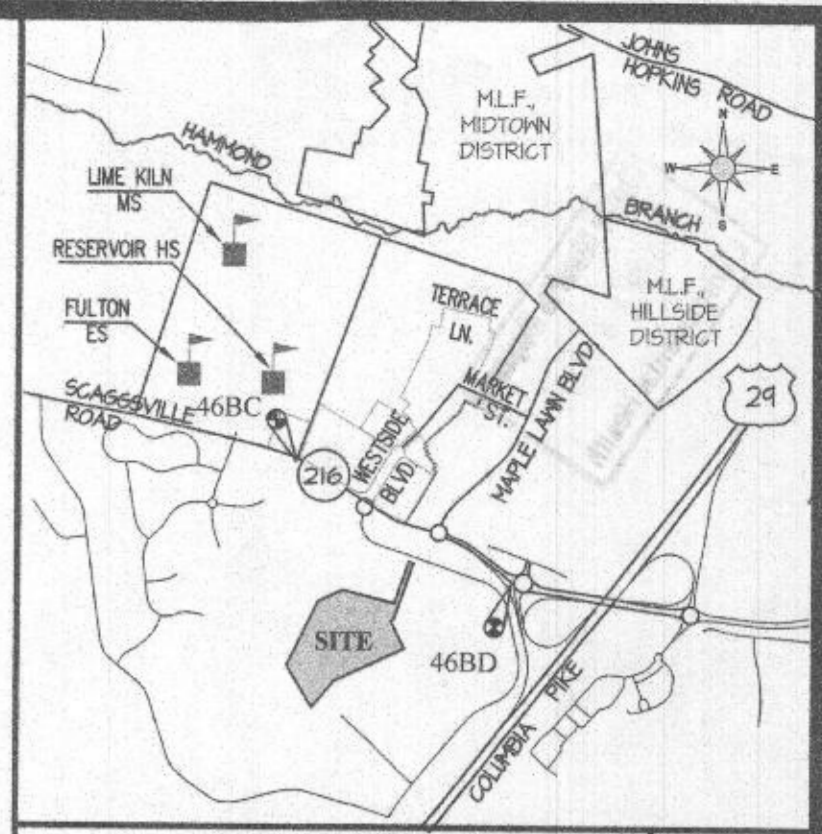 JOHNS
HOPKINS ROAD
M.L.F.,
MIDTOWN
DISTRICT
N
W
E
S
HAMMOND
BRANCH
LIME KILN
MS
RESERVOIR HS
FULTON
ES
TERRACE
LN.
M.L.F.,
HILLSIDE
DISTRICT
MARKET
ST.
MAPLE LAWN BLVD
29
SCAGGSVILLE
ROAD
46BC
216
WESTSIDE
BLVD.
SITE
46BD
COLUMBIA PIKE